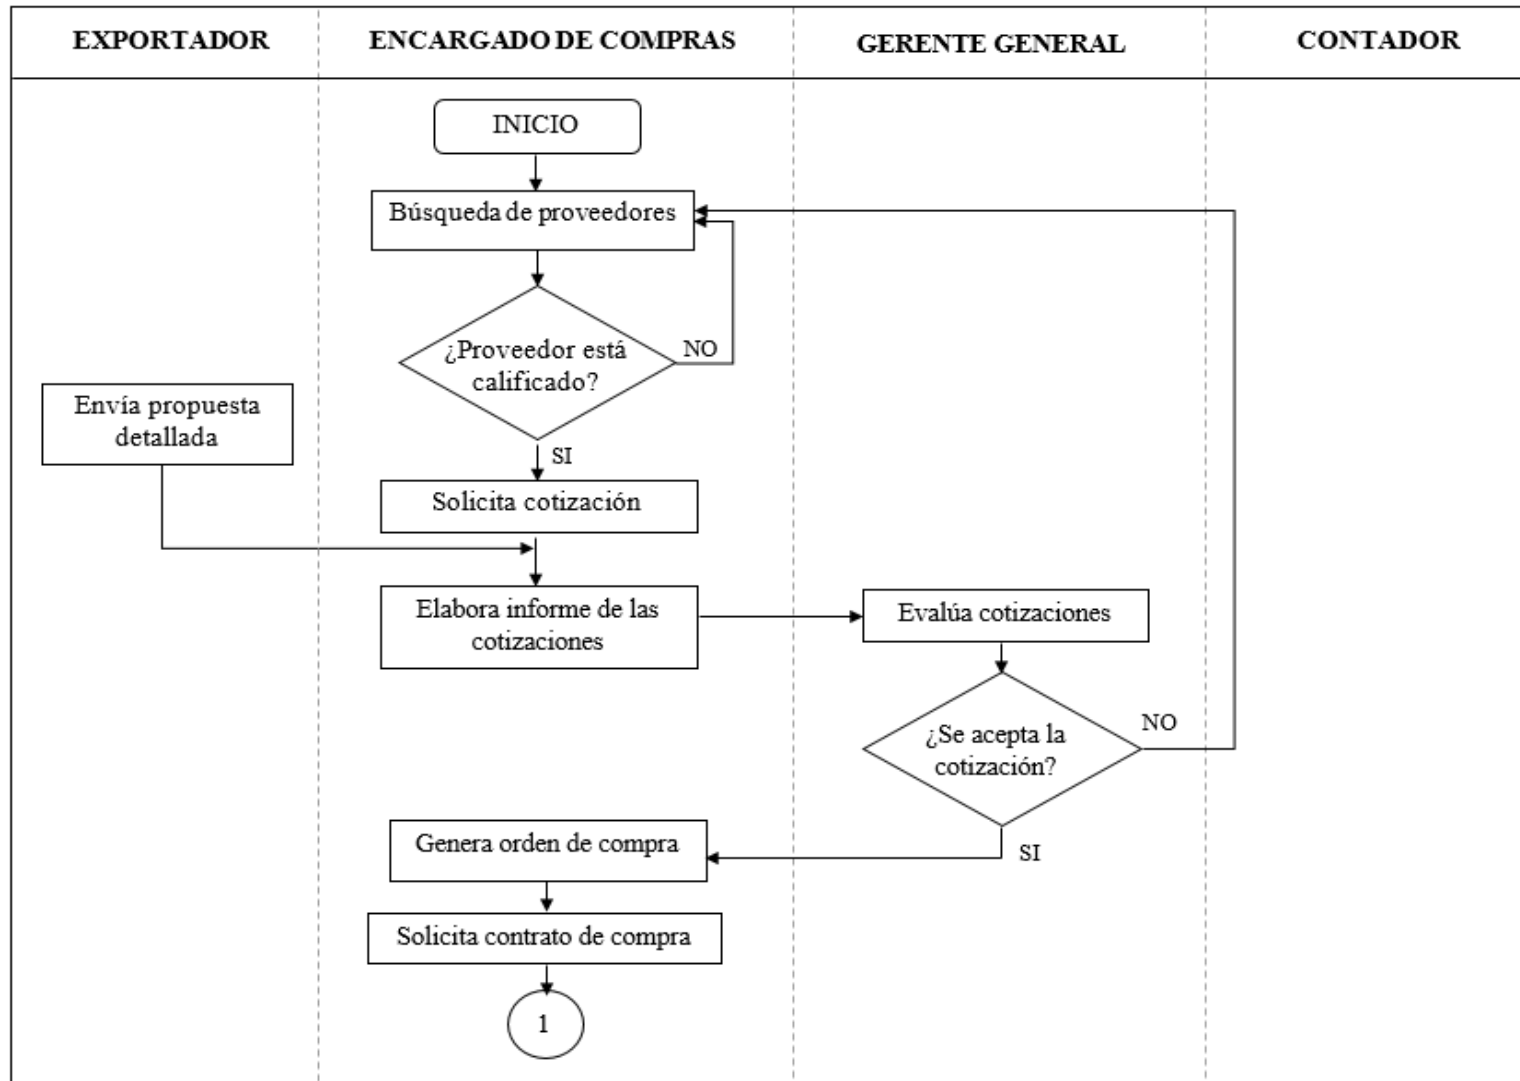 EXPORTADOR
ENCARGADO DE COMPRAS
GERENTE GENERAL
CONTADOR
INICIO
Búsqueda de proveedores
¿Proveedor está
calificado?
NO
Envía propuesta
detallada
SI
Solicita cotización
Elabora informe de las
cotizaciones
Evalúa cotizaciones
¿Se acepta la
cotización?
NO
SI
Genera orden de compra
Solicita contrato de compra
1